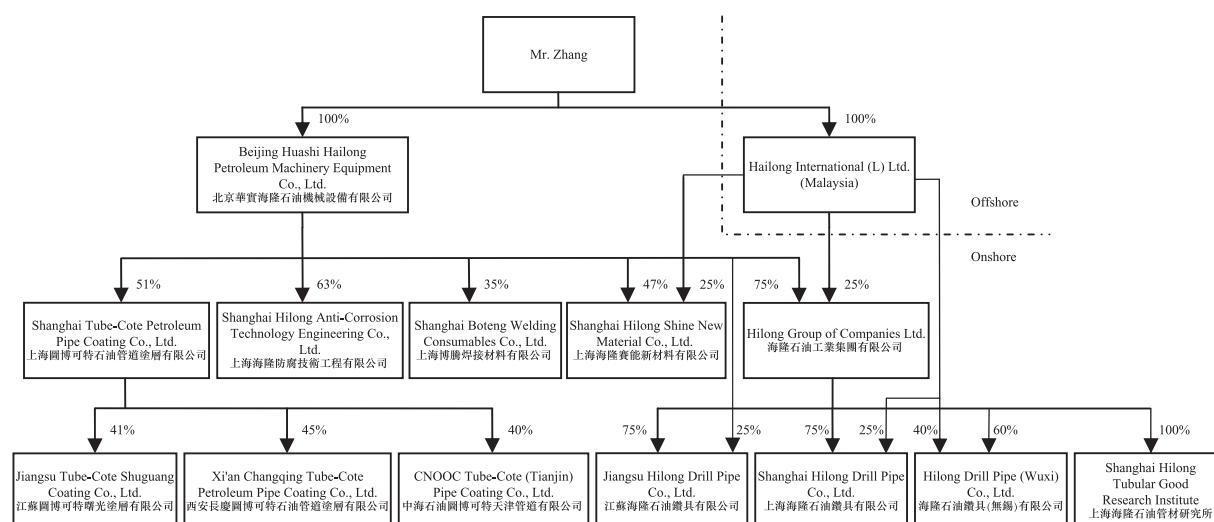 Mr. Zhang
100%
100%
Beijing Huashi Hailong
Petroleum Machinery Equipment
Co., Ltd.
北京華實海隆石油機械設備有限公司
Hailong International (L) Ltd.
(Malaysia)
Offshore
Onshore
51%
63%
35%
47%
25%
75%
25%
Shanghai Tube-Cote Petroleum
Pipe Coating Co., Ltd.
上海圖博可特石油管道塗層有限公司
Shanghai Hilong Anti-Corrosion
Technology Engineering Co.,
Ltd.
上海海隆防腐技術工程有限公司
Shanghai Boteng Welding
Consumables Co., Ltd.
上海博騰焊接材料有限公司
Shanghai Hilong Shine New
Material Co., Ltd.
上海海隆賽能新材料有限公司
Hilong Group of Companies Ltd.
海隆石油工業集團有限公司
41%
45%
40%
75%
25%
75%
25%
40%
60%
100%
Jiangsu Tube-Cote Shuguang
Coating Co., Ltd.
江蘇圖博可特曙光塗層有限公司
Xi'an Changqing Tube-Cote
Petroleum Pipe Coating Co., Ltd.
西安長慶圖博可特石油管道塗層有限公司
CNOOC Tube-Cote (Tianjin)
Pipe Coating Co., Ltd.
中海石油圖博可特天津管道有限公司
Jiangsu Hilong Drill Pipe
Co., Ltd.
江蘇海隆石油鑽具有限公司
Shanghai Hilong Drill Pipe
Co., Ltd.
上海海隆石油鑽具有限公司
Hilong Drill Pipe (Wuxi)
Co., Ltd.
海隆石油鑽具(無錫)有限公司
Shanghai Hilong
Tubular Good
Research Institute
上海海隆石油管材研究所